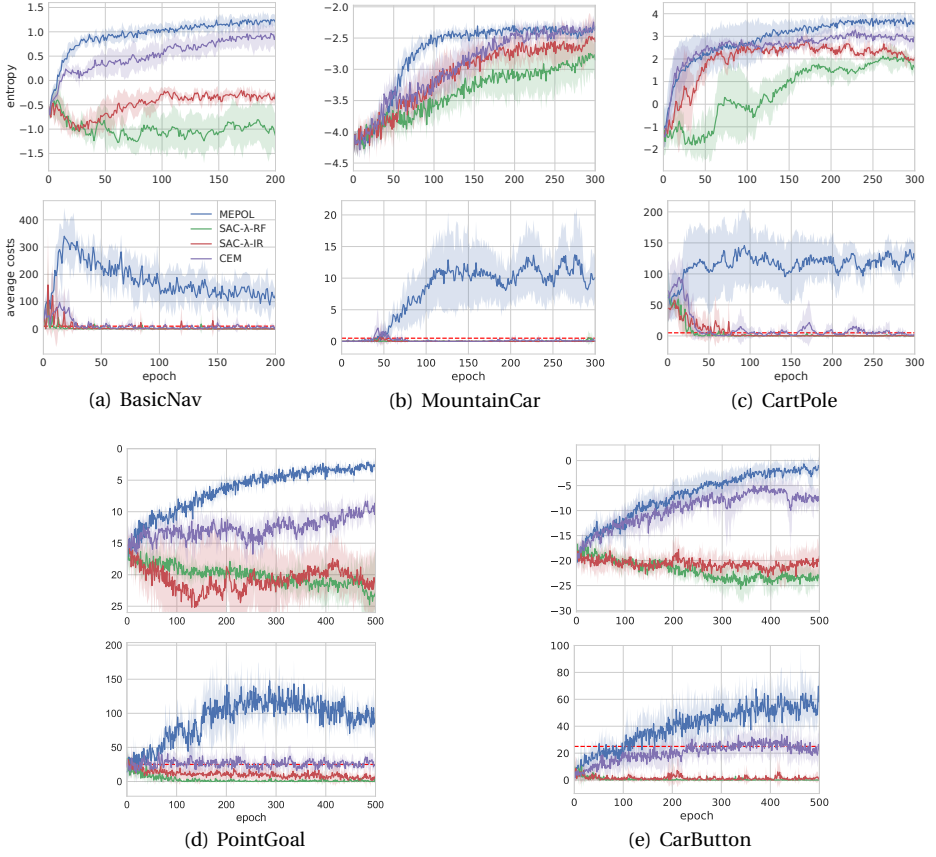 1.5
1.0
0.5
0.0
−0.5
−1.0
−1.5
entropy
0 50 100 150 200
−2.0
−2.5
−3.0
−3.5
−4.0
−4.5
0 50 100 150 200 250 300
4
3
2
1
0
−1
−2
0 50 100 150 200 250 300
400
300
200
100
0
average costs
MEPOL
SAC-λ-RF
SAC-λ-IR
CEM
0 50 100 150 200
epoch
20
15
10
5
0
0 50 100 150 200 250 300
epoch
200
150
100
50
0
0 50 100 150 200 250 300
epoch
(a) BasicNav
(b) MountainCar
(c) CartPole
0
5
10
15
20
25
0 100 200 300 400 500
0
−5
−10
−15
−20
−25
−30
0 100 200 300 400 500
200
150
100
50
0
0 100 200 300 400 500
epoch
100
80
60
40
20
0
0 100 200 300 400 500
epoch
(d) PointGoal
(e) CarButton